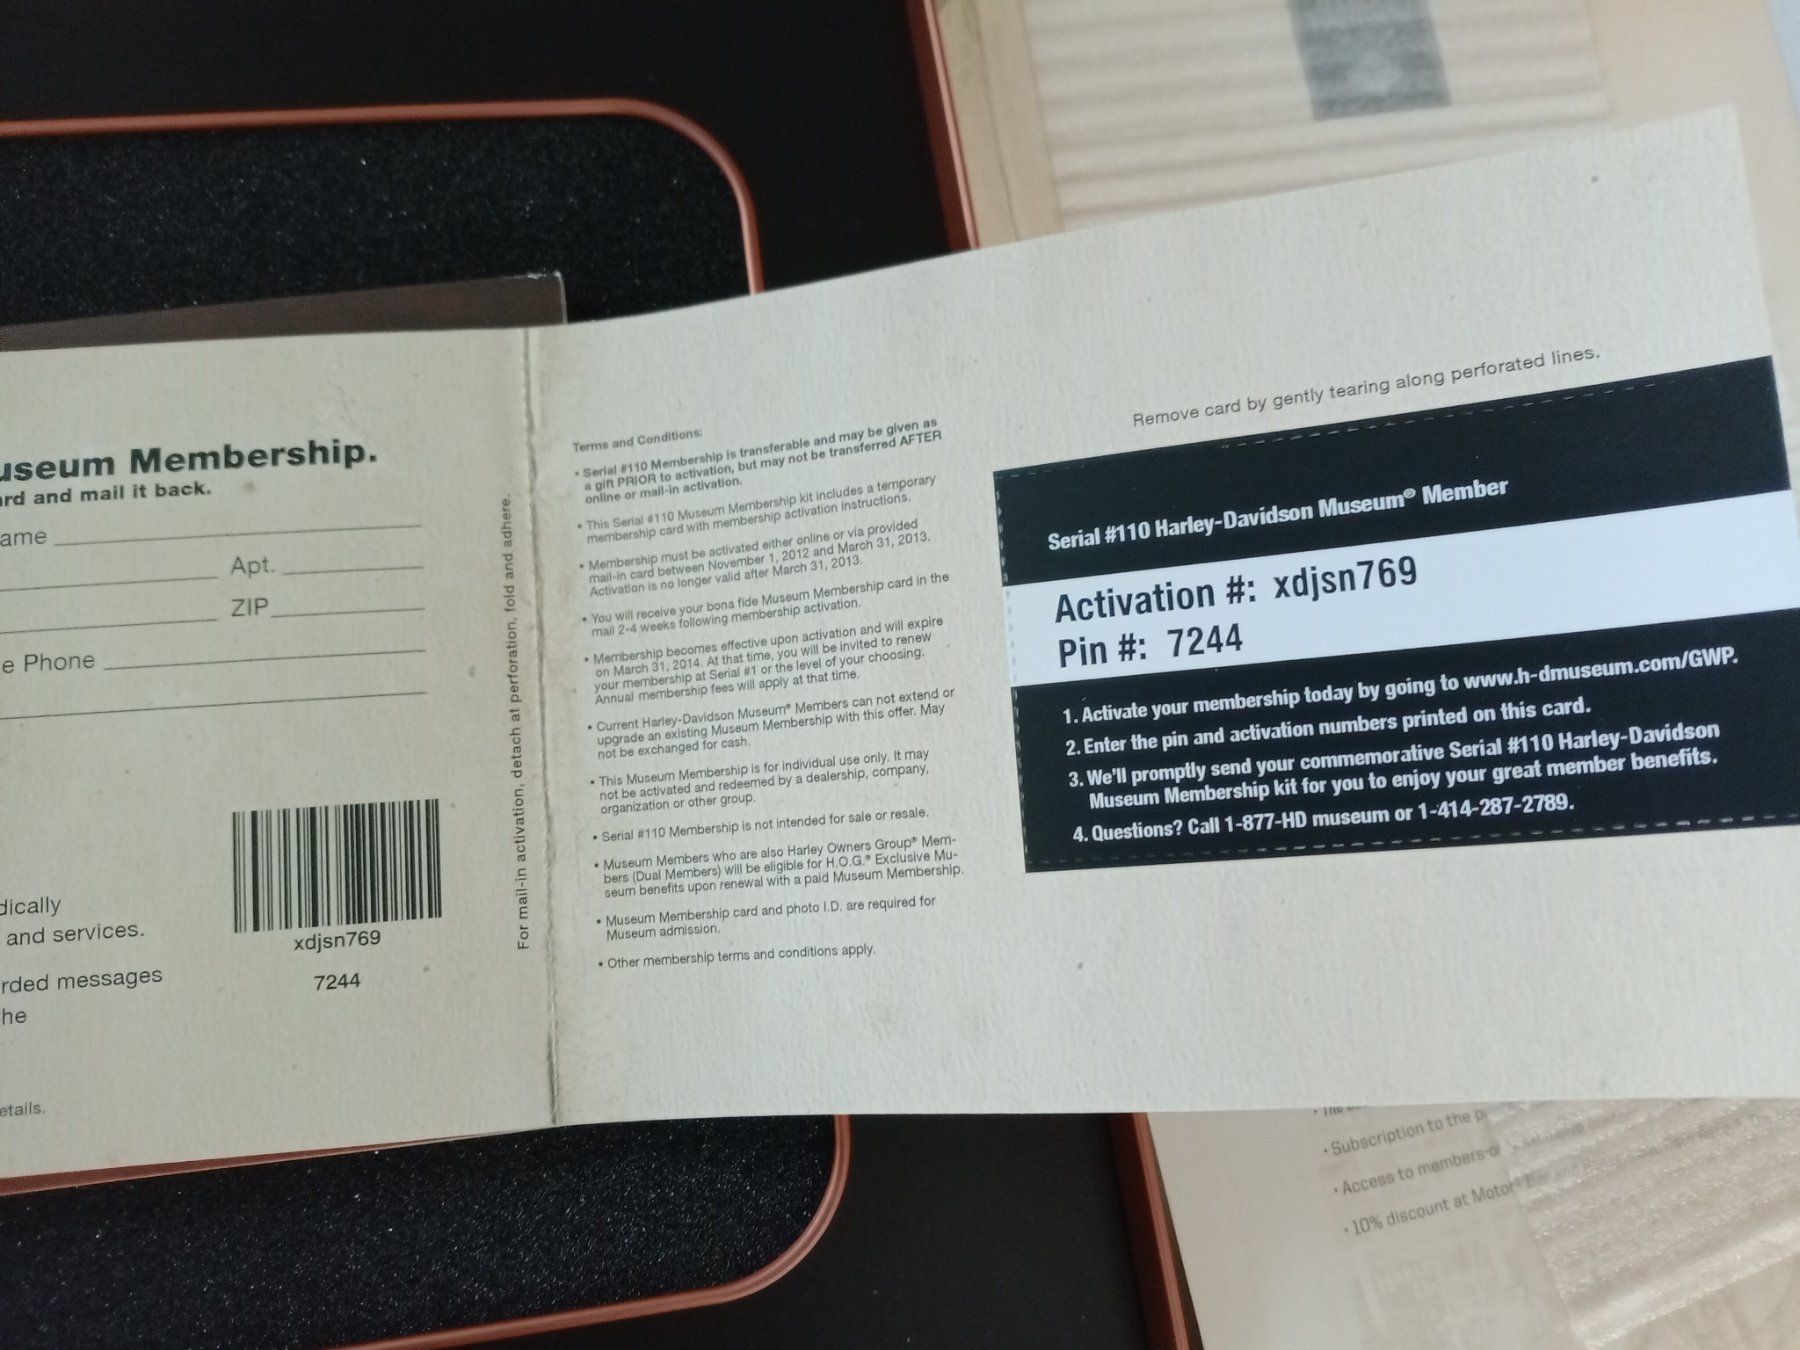 useum Membership.
ard and mail it back.
ame
Apt.
ZIP
e Phone
xdjsn769
7244
dically
and services.
rded messages
he
etails.
For mail-in activation, detach at perforation, fold and adhere.
Terms and Conditions:
• Serial #110 Membership is transferable and may be given as
a gift PRIOR to activation, but may not be transferred AFTER
online or mail-in activation.
• This Serial #110 Museum Membership kit includes a temporary
membership card with membership activation instructions.
• Membership must be activated either online or via provided
mail-in card between November 1, 2012 and March 31, 2013.
Activation is no longer valid after March 31, 2013.
• You will receive your bona fide Museum Membership card in the
mail 2-4 weeks following membership activation.
• Membership becomes effective upon activation and will expire
on March 31, 2014. At that time, you will be invited to renew
your membership at Serial #1 or the level of your choosing.
Annual membership fees will apply at that time.
• Current Harley-Davidson Museum® Members can not extend or
upgrade an existing Museum Membership with this offer. May
not be exchanged for cash.
• This Museum Membership is for individual use only. It may
not be activated and redeemed by a dealership, company,
organization or other group.
• Serial #110 Membership is not intended for sale or resale.
• Museum Members who are also Harley Owners Group® Mem-
bers (Dual Members) will be eligible for H.O.G.® Exclusive Mu-
seum benefits upon renewal with a paid Museum Membership.
• Museum Membership card and photo I.D. are required for
Museum admission.
• Other membership terms and conditions apply.
Remove card by gently tearing along perforated lines.
Serial #110 Harley-Davidson Museum® Member
Activation #: xdjsn769
Pin #: 7244
1. Activate your membership today by going to www.h-dmuseum.com/GWP.
2. Enter the pin and activation numbers printed on this card.
3. We'll promptly send your commemorative Serial #110 Harley-Davidson
Museum Membership kit for you to enjoy your great member benefits.
4. Questions? Call 1-877-HD museum or 1-414-287-2789.
• Subscription to the
• Access to members-
• 10% discount at Motor®